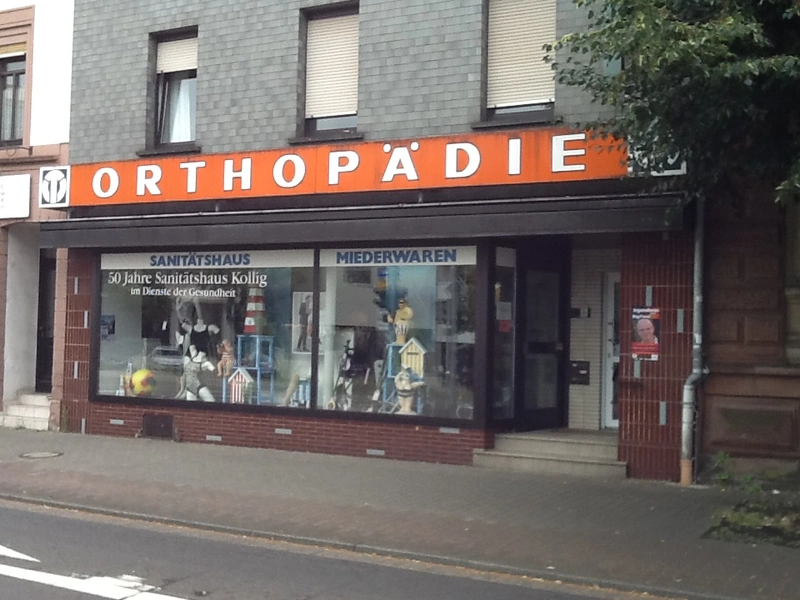 ORTHOPÄDIE
SANITÄTSHAUS
MIEDERWAREN
50 Jahre Sanitätshaus Kollig
im Dienste der Gesundheit